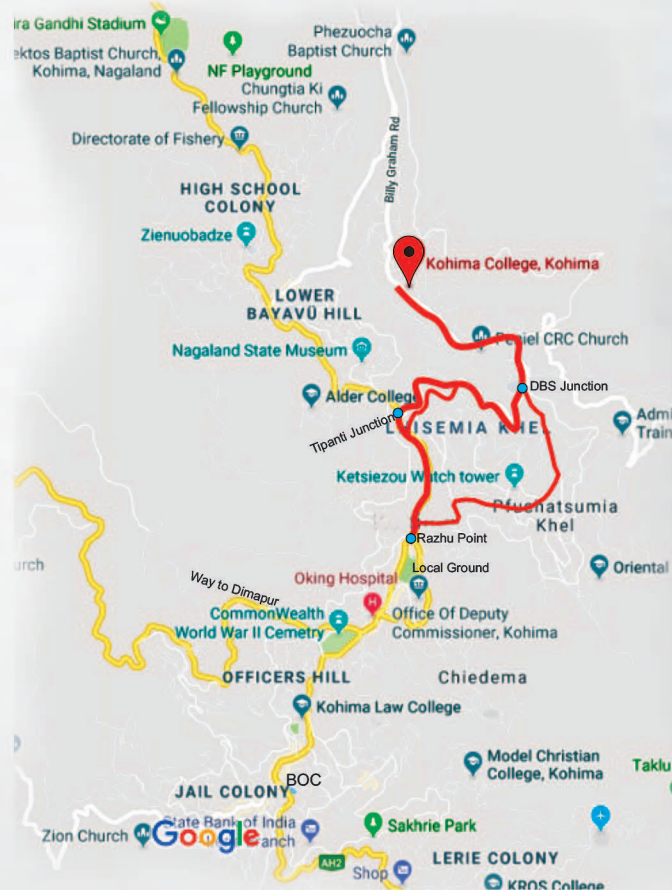 ira Gandhi Stadium
Phezuocha
Baptist Church
ektos Baptist Church,
Kohima, Nagaland
NF Playground
Chungtia Ki
Fellowship Church
Directorate of Fishery
Billy Graham Rd
HIGH SCHOOL
COLONY
Zienuobadze
Kohima College, Kohima
LOWER
BAYAVÜ HILL
Peniel CRC Church
Nagaland State Museum
DBS Junction
Alder College
Tipanti Junction
L ISEMIA KHEL
Admi
Train
Ketsiezou Watch tower
Pfuchatsumia
Khel
Razhu Point
Local Ground
Oriental
urch
Oking Hospital
Way to Dimapur
CommonWealth
World War II Cemetry
Office Of Deputy
Commissioner, Kohima
OFFICERS HILL
Chiedema
Kohima Law College
Model Christian
College, Kohima
Taklu
BOC
JAIL COLONY
State Bank of India
anch
Zion Church
Google
Sakhrie Park
AH2
LERIE COLONY
Shop
KROS College